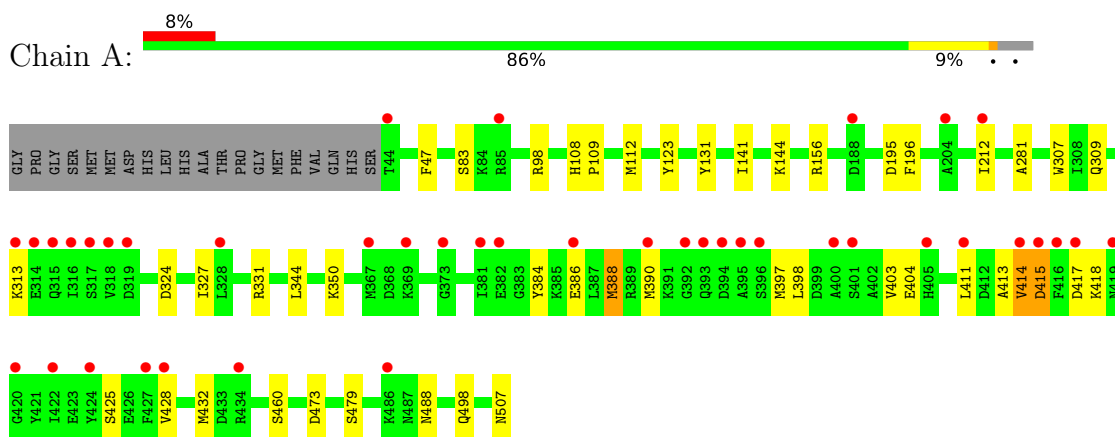 8%
Chain A:
86% 9% • •
GLY PRO GLY SER MET MET ASP HIS LEU HIS ALA THR PRO GLY MET PHE VAL GLN HIS SER T44 F47 S83 K84 R85 R98 H108 P109 M112 Y123 Y131 I141 K144 R156 D188 D195 F196 A204 I212 A281 W307 I308 Q309
K313 E314 Q315 I316 S317 V318 D319 D324 I327 L328 R331 L344 K350 M367 D368 K369 G373 I381 E382 G383 Y384 K385 E386 L387 M388 R389 M390 K391 G392 Q393 D394 A395 S396 M397 L398 D399 A400 S401 A402 V403 E404 H405 L411 D412 A413 V414 D415 F416 D417 K418 N419
G420 Y421 I422 E423 Y424 S425 E426 F427 V428 M432 D433 R434 S460 D473 S479 K486 N487 N488 Q498 N507